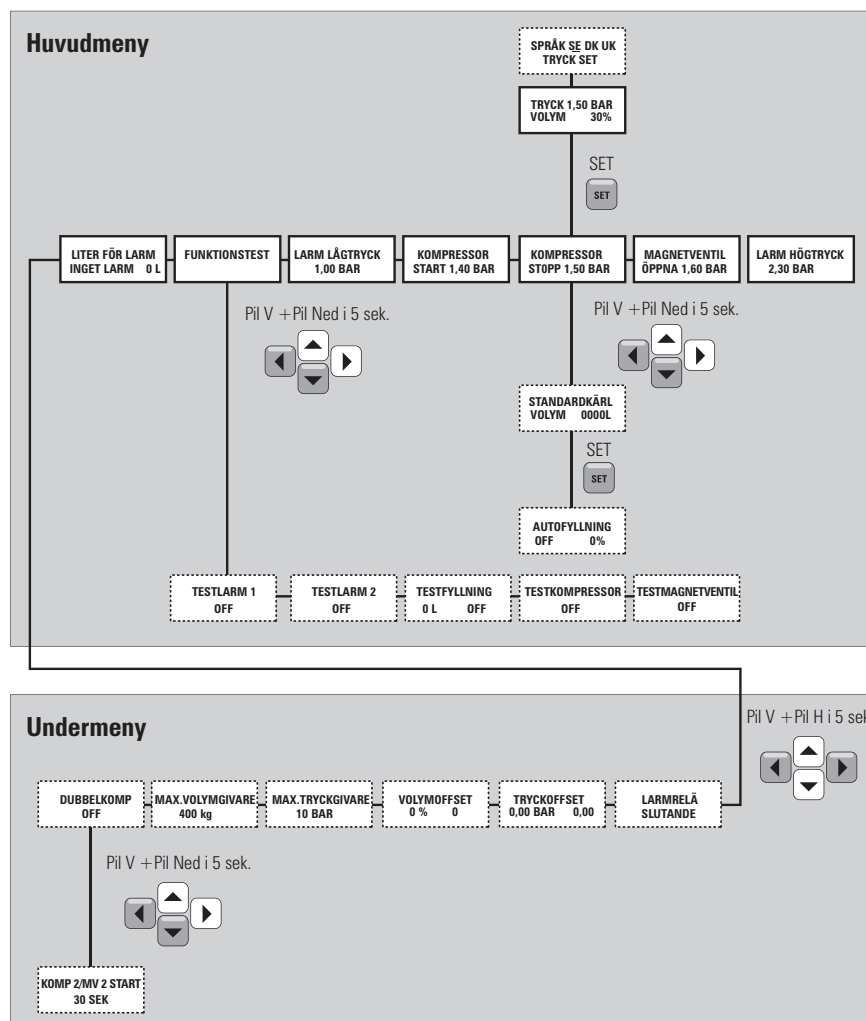 Huvudmeny
SPRÅK SE DK UK
TRYCK SET
TRYCK 1,50 BAR
VOLYM 30%
SET
SET
LITER FÖR LARM
INGET LARM 0 L
FUNKTIONSTEST
LARM LÅGTRYCK
1,00 BAR
KOMPRESSOR
START 1,40 BAR
KOMPRESSOR
STOPP 1,50 BAR
MAGNETVENTIL
ÖPPNA 1,60 BAR
LARM HÖGTRYCK
2,30 BAR
Pil V + Pil Ned i 5 sek.
Pil V + Pil Ned i 5 sek.
STANDARDKÄRL
VOLYM 0000L
SET
SET
AUTOFYLLNING
OFF 0%
TESTLARM 1
OFF
TESTLARM 2
OFF
TESTFYLLNING
0 L OFF
TESTKOMPRESSOR
OFF
TESTMAGNETVENTIL
OFF
Undermeny
Pil V + Pil H i 5 sek
DUBBELKOMP
OFF
MAX.VOLYMGIVARE
400 kg
MAX.TRYCKGIVARE
10 BAR
VOLYMOFFSET
0 % 0
TRYCKOFFSET
0,00 BAR 0,00
LARMRELÄ
SLUTANDE
Pil V + Pil Ned i 5 sek.
KOMP 2/MV 2 START
30 SEK